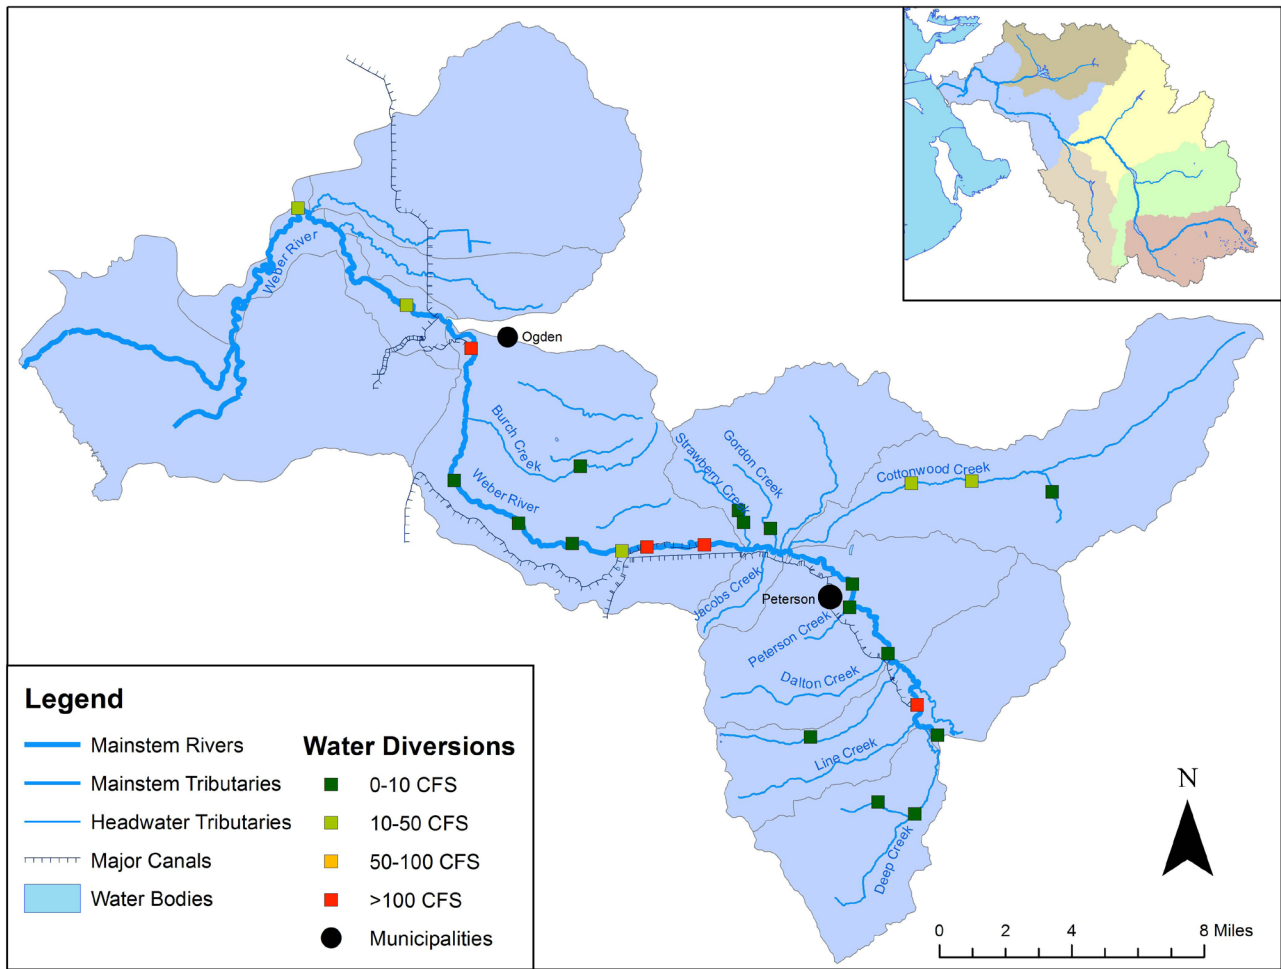 Weber River
Ogden
Burch Creek
Weber River
Strawberry Creek
Gordon Creek
Cottonwood Creek
Jacobs Creek
Peterson
Peterson Creek
Dalton Creek
Line Creek
Deep Creek
Legend
Mainstem Rivers
Mainstem Tributaries
Headwater Tributaries
Major Canals
Water Bodies
Water Diversions
0-10 CFS
10-50 CFS
50-100 CFS
>100 CFS
Municipalities
N
0 2 4 8 Miles